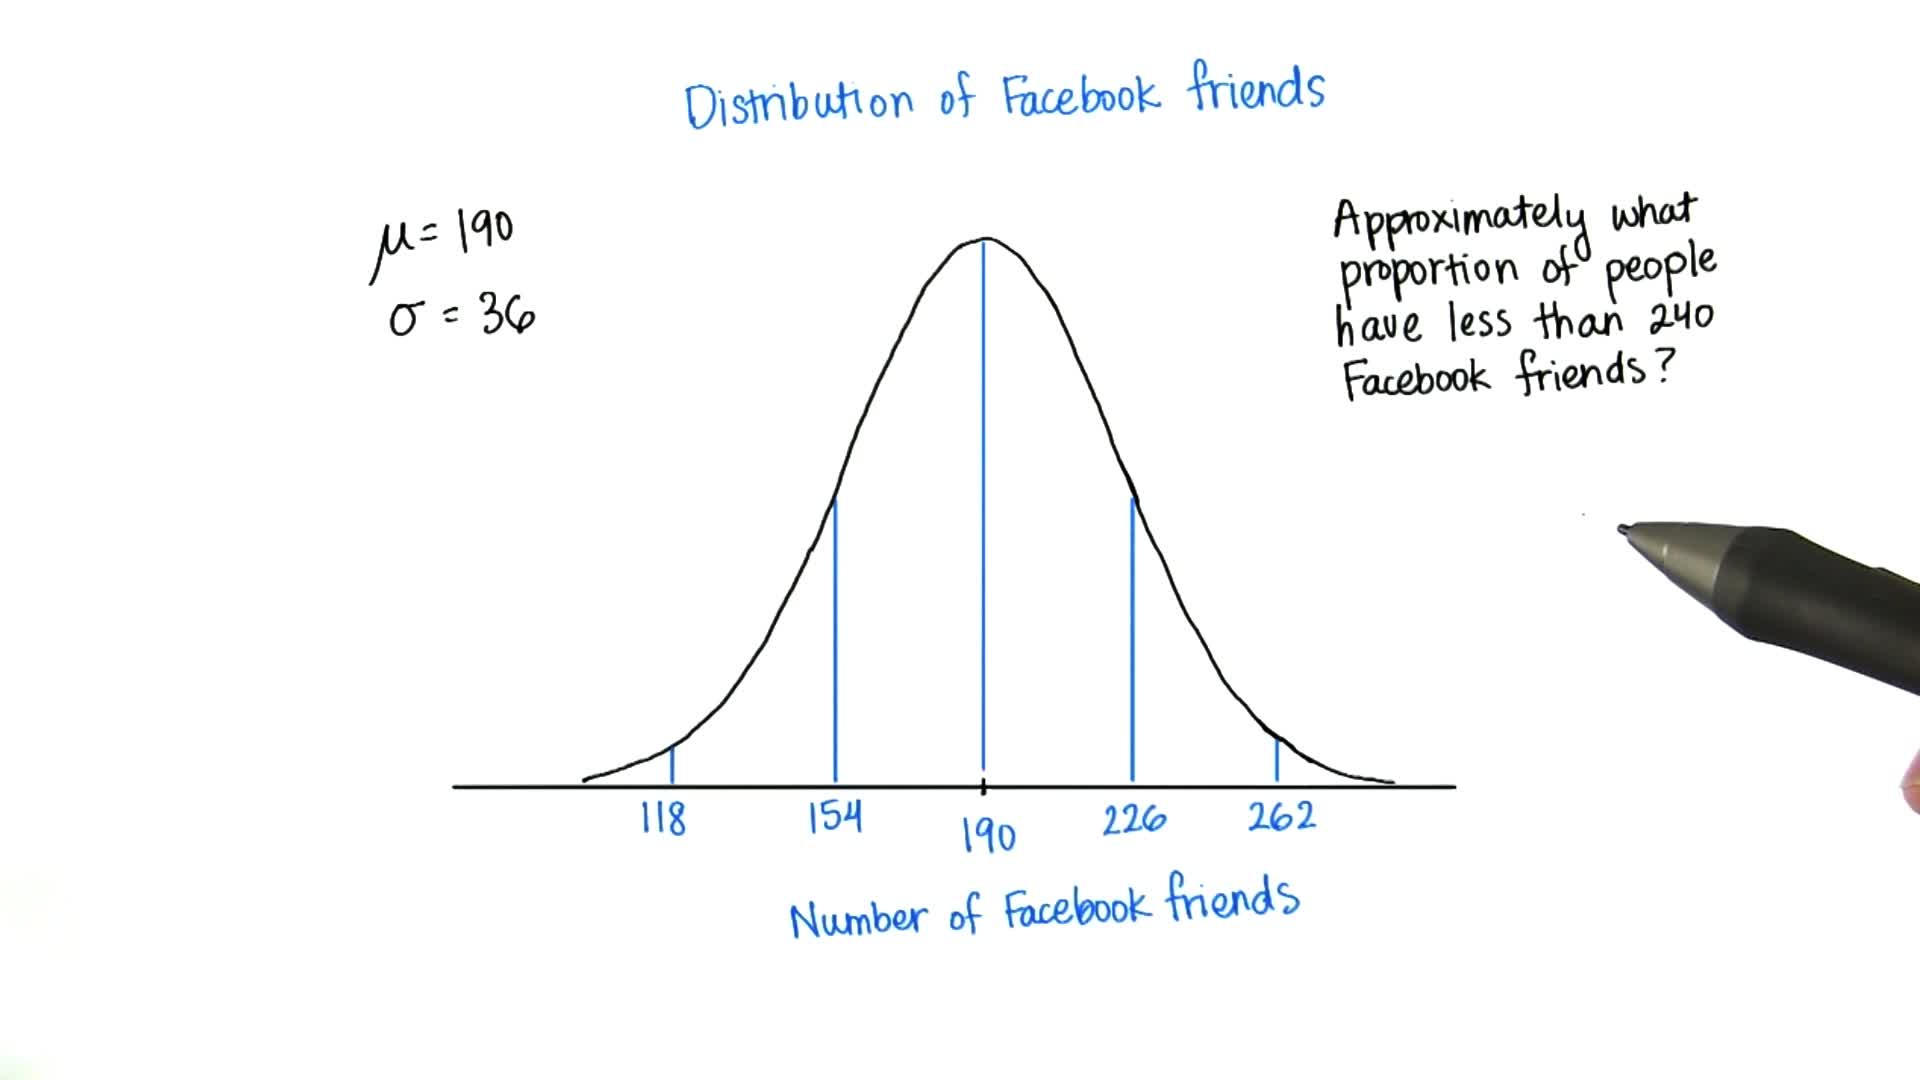 Distribution of Facebook friends
μ = 190
σ = 36
Approximately what
proportion of people
have less than 240
Facebook friends?
118 154 190 226 262
Number of Facebook friends